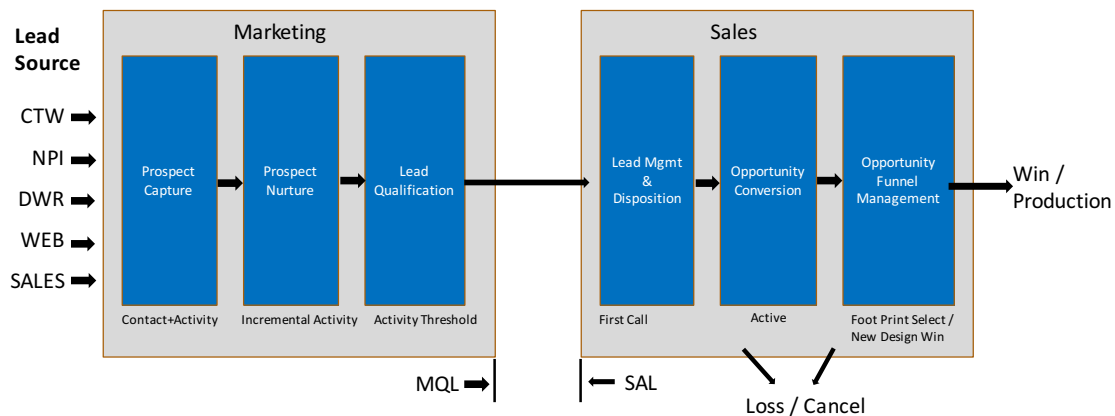 Lead
Source
CTW
NPI
DWR
WEB
SALES
Marketing
Prospect
Capture
Prospect
Nurture
Lead
Qualification
Contact+Activity
Incremental Activity
Activity Threshold
MQL
Sales
Lead Mgmt
&
Disposition
Opportunity
Conversion
Opportunity
Funnel
Management
First Call
Active
Foot Print Select /
New Design Win
SAL
Loss / Cancel
Win /
Production